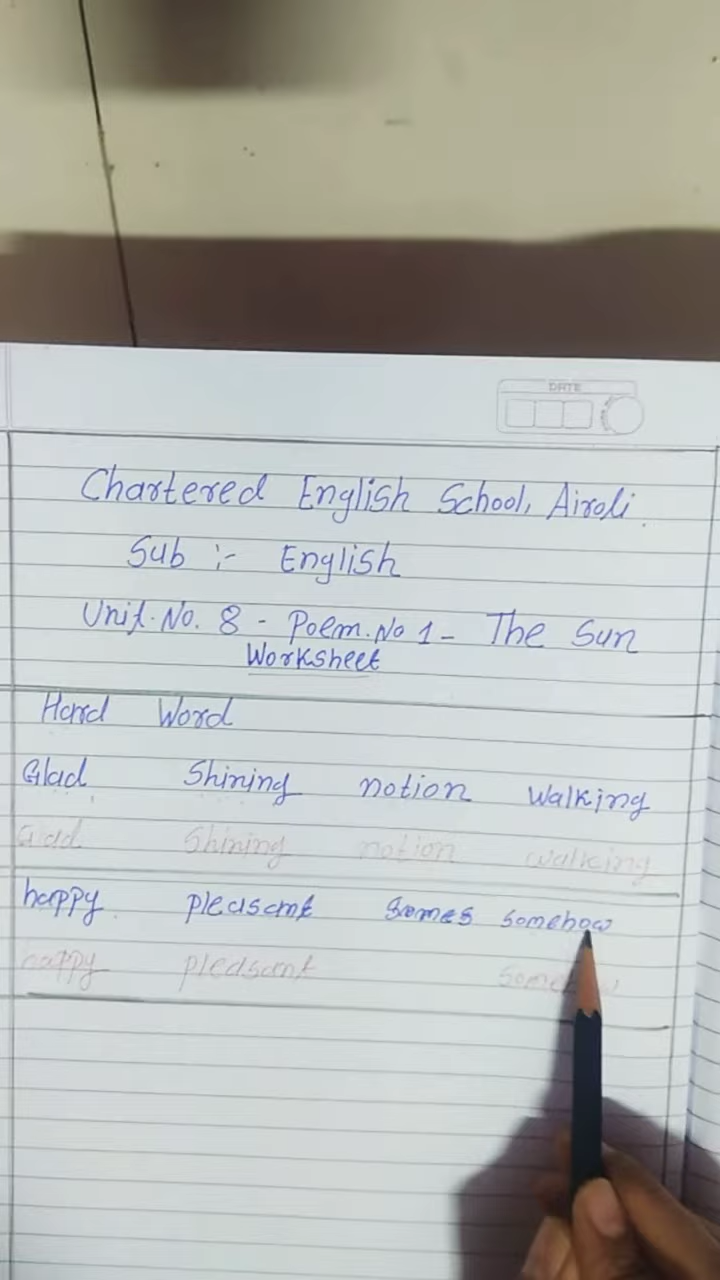 DATE
Chartered English School, Airoli.
Sub :- English
Unit.No. 8 - Poem.No 1 - The Sun
Worksheet
Hard Word
Glad Shining notion walking
Glad Shining notion walking
happy pleasant games somehow
happy pleasant